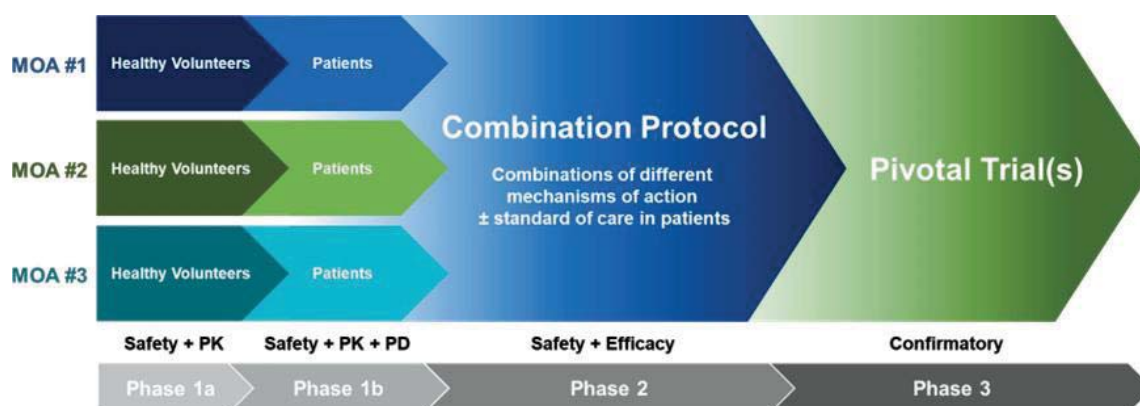 MOA #1
Healthy Volunteers
Patients
MOA #2
Healthy Volunteers
Patients
MOA #3
Healthy Volunteers
Patients
Combination Protocol
Combinations of different
mechanisms of action
± standard of care in patients
Pivotal Trial(s)
Safety + PK
Safety + PK + PD
Safety + Efficacy
Confirmatory
Phase 1a
Phase 1b
Phase 2
Phase 3